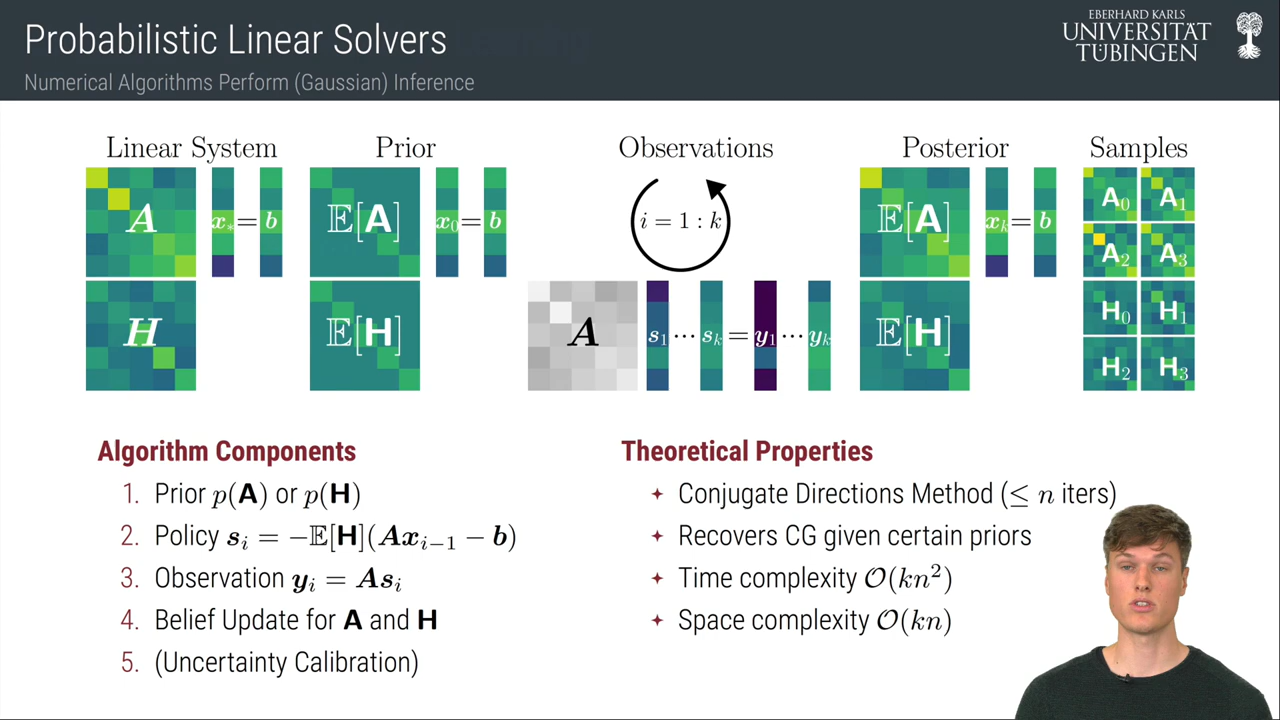 Probabilistic Linear Solvers
Numerical Algorithms Perform (Gaussian) Inference
EBERHARD KARLS
UNIVERSITÄT
TÜBINGEN
Linear System
Prior
Observations
Posterior
Samples
A x* = b
E[A] x0 = b
i = 1 : k
E[A] xk = b
A0 A1
A2 A3
H
E[H]
A s1 ··· sk = y1 ··· yk
E[H]
H0 H1
H2 H3
Algorithm Components
1. Prior p(A) or p(H)
2. Policy si = −E[H](Axi−1 − b)
3. Observation yi = Asi
4. Belief Update for A and H
5. (Uncertainty Calibration)
Theoretical Properties
Conjugate Directions Method (≤ n iters)
Recovers CG given certain priors
Time complexity O(kn²)
Space complexity O(kn)